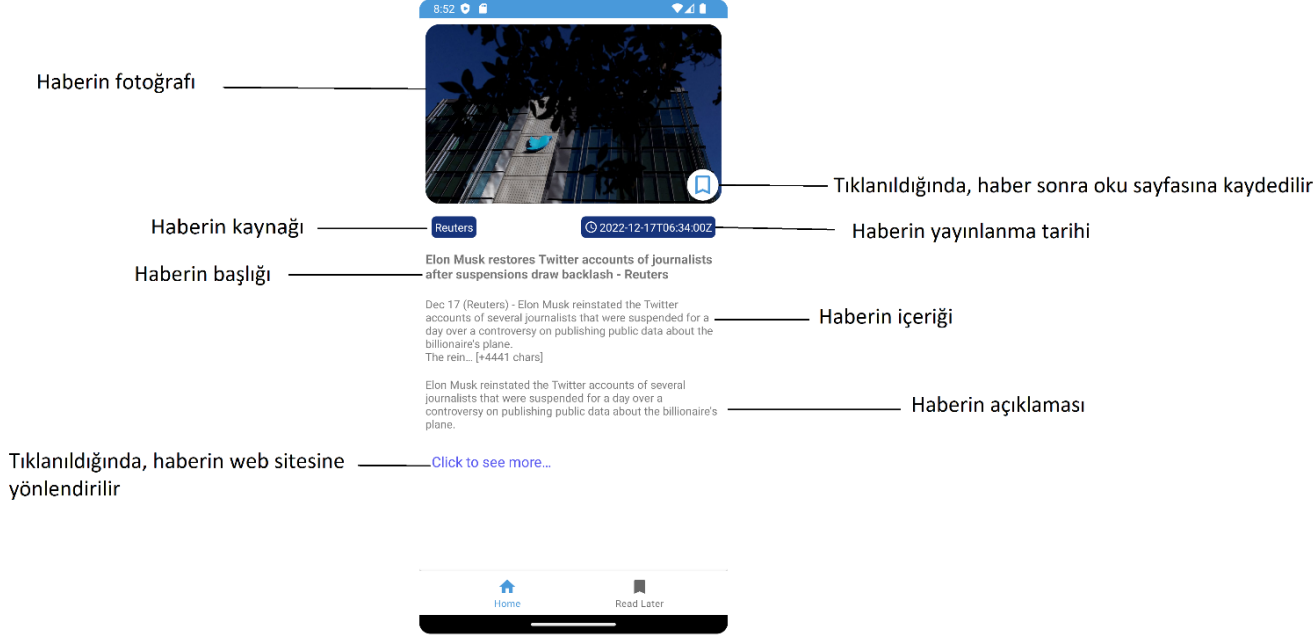 8:52
Haberin fotoğrafı
Tıklanıldığında, haber sonra oku sayfasına kaydedilir
Haberin kaynağı
Reuters
2022-12-17T06:34:00Z
Haberin yayınlanma tarihi
Haberin başlığı
Elon Musk restores Twitter accounts of journalists
after suspensions draw backlash - Reuters
Dec 17 (Reuters) - Elon Musk reinstated the Twitter
accounts of several journalists that were suspended for a
day over a controversy on publishing public data about the
billionaire's plane.
The rein… [+4441 chars]
Haberin içeriği
Elon Musk reinstated the Twitter accounts of several
journalists that were suspended for a day over a
controversy on publishing public data about the billionaire's
plane.
Haberin açıklaması
Tıklanıldığında, haberin web sitesine
yönlendirilir
Click to see more...
Home
Read Later